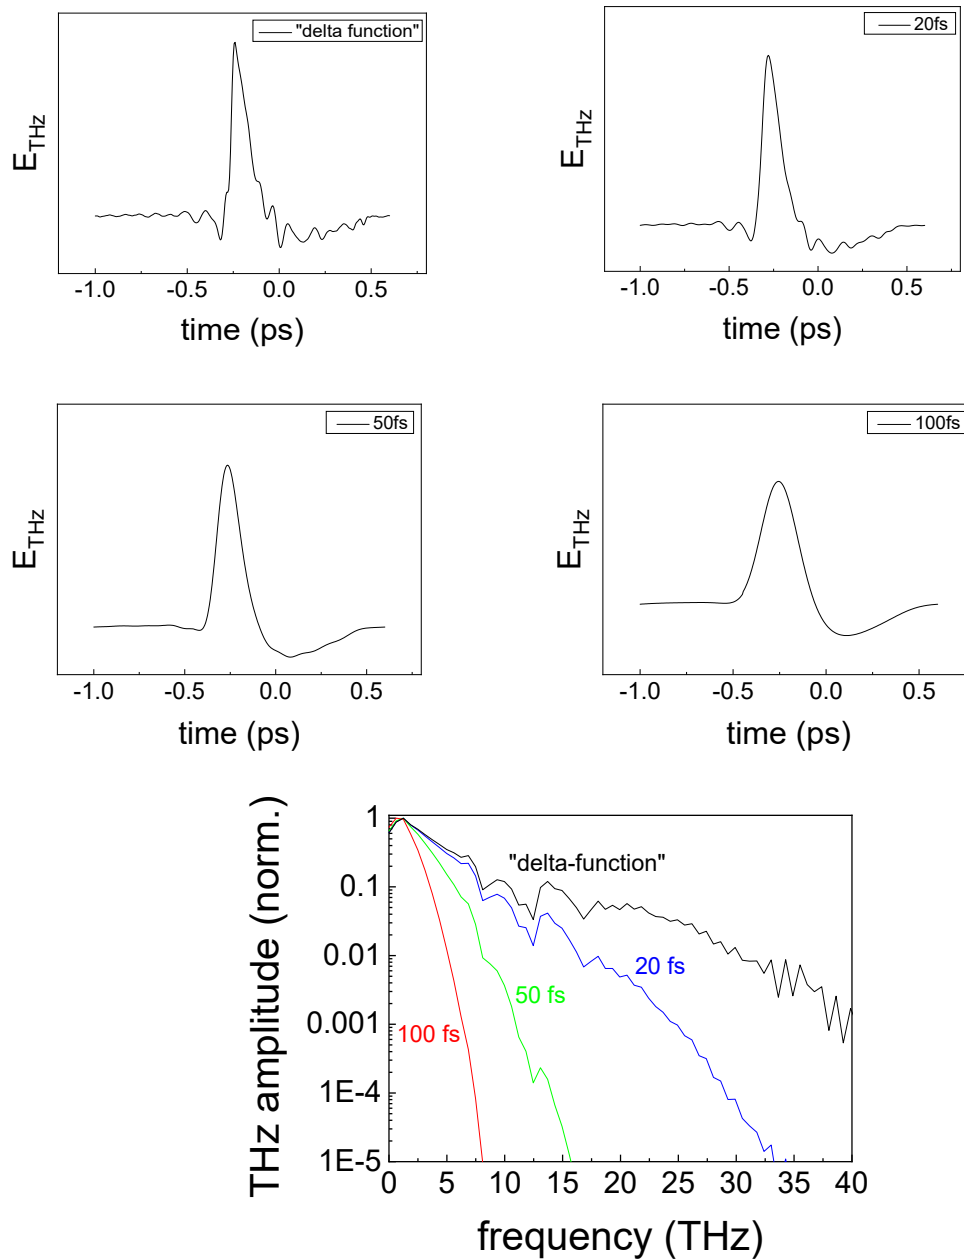 "delta function"
E_THz
-1.0 -0.5 0.0 0.5
time (ps)
20fs
E_THz
-1.0 -0.5 0.0 0.5
time (ps)
50fs
E_THz
-1.0 -0.5 0.0 0.5
time (ps)
100fs
E_THz
-1.0 -0.5 0.0 0.5
time (ps)
THz amplitude (norm.)
1
0.1
0.01
0.001
1E-4
1E-5
"delta-function"
20 fs
50 fs
100 fs
0 5 10 15 20 25 30 35 40
frequency (THz)